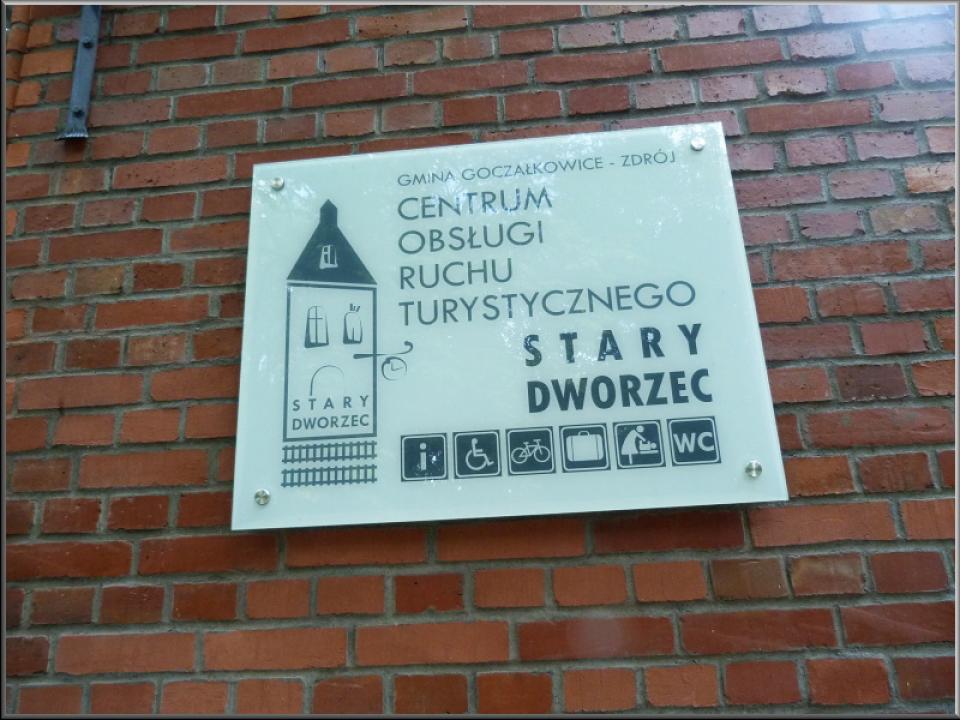 GMINA GOCZAŁKOWICE - ZDRÓJ
CENTRUM
OBSŁUGI
RUCHU
TURYSTYCZNEGO
STARY
DWORZEC
STARY
DWORZEC
i
WC